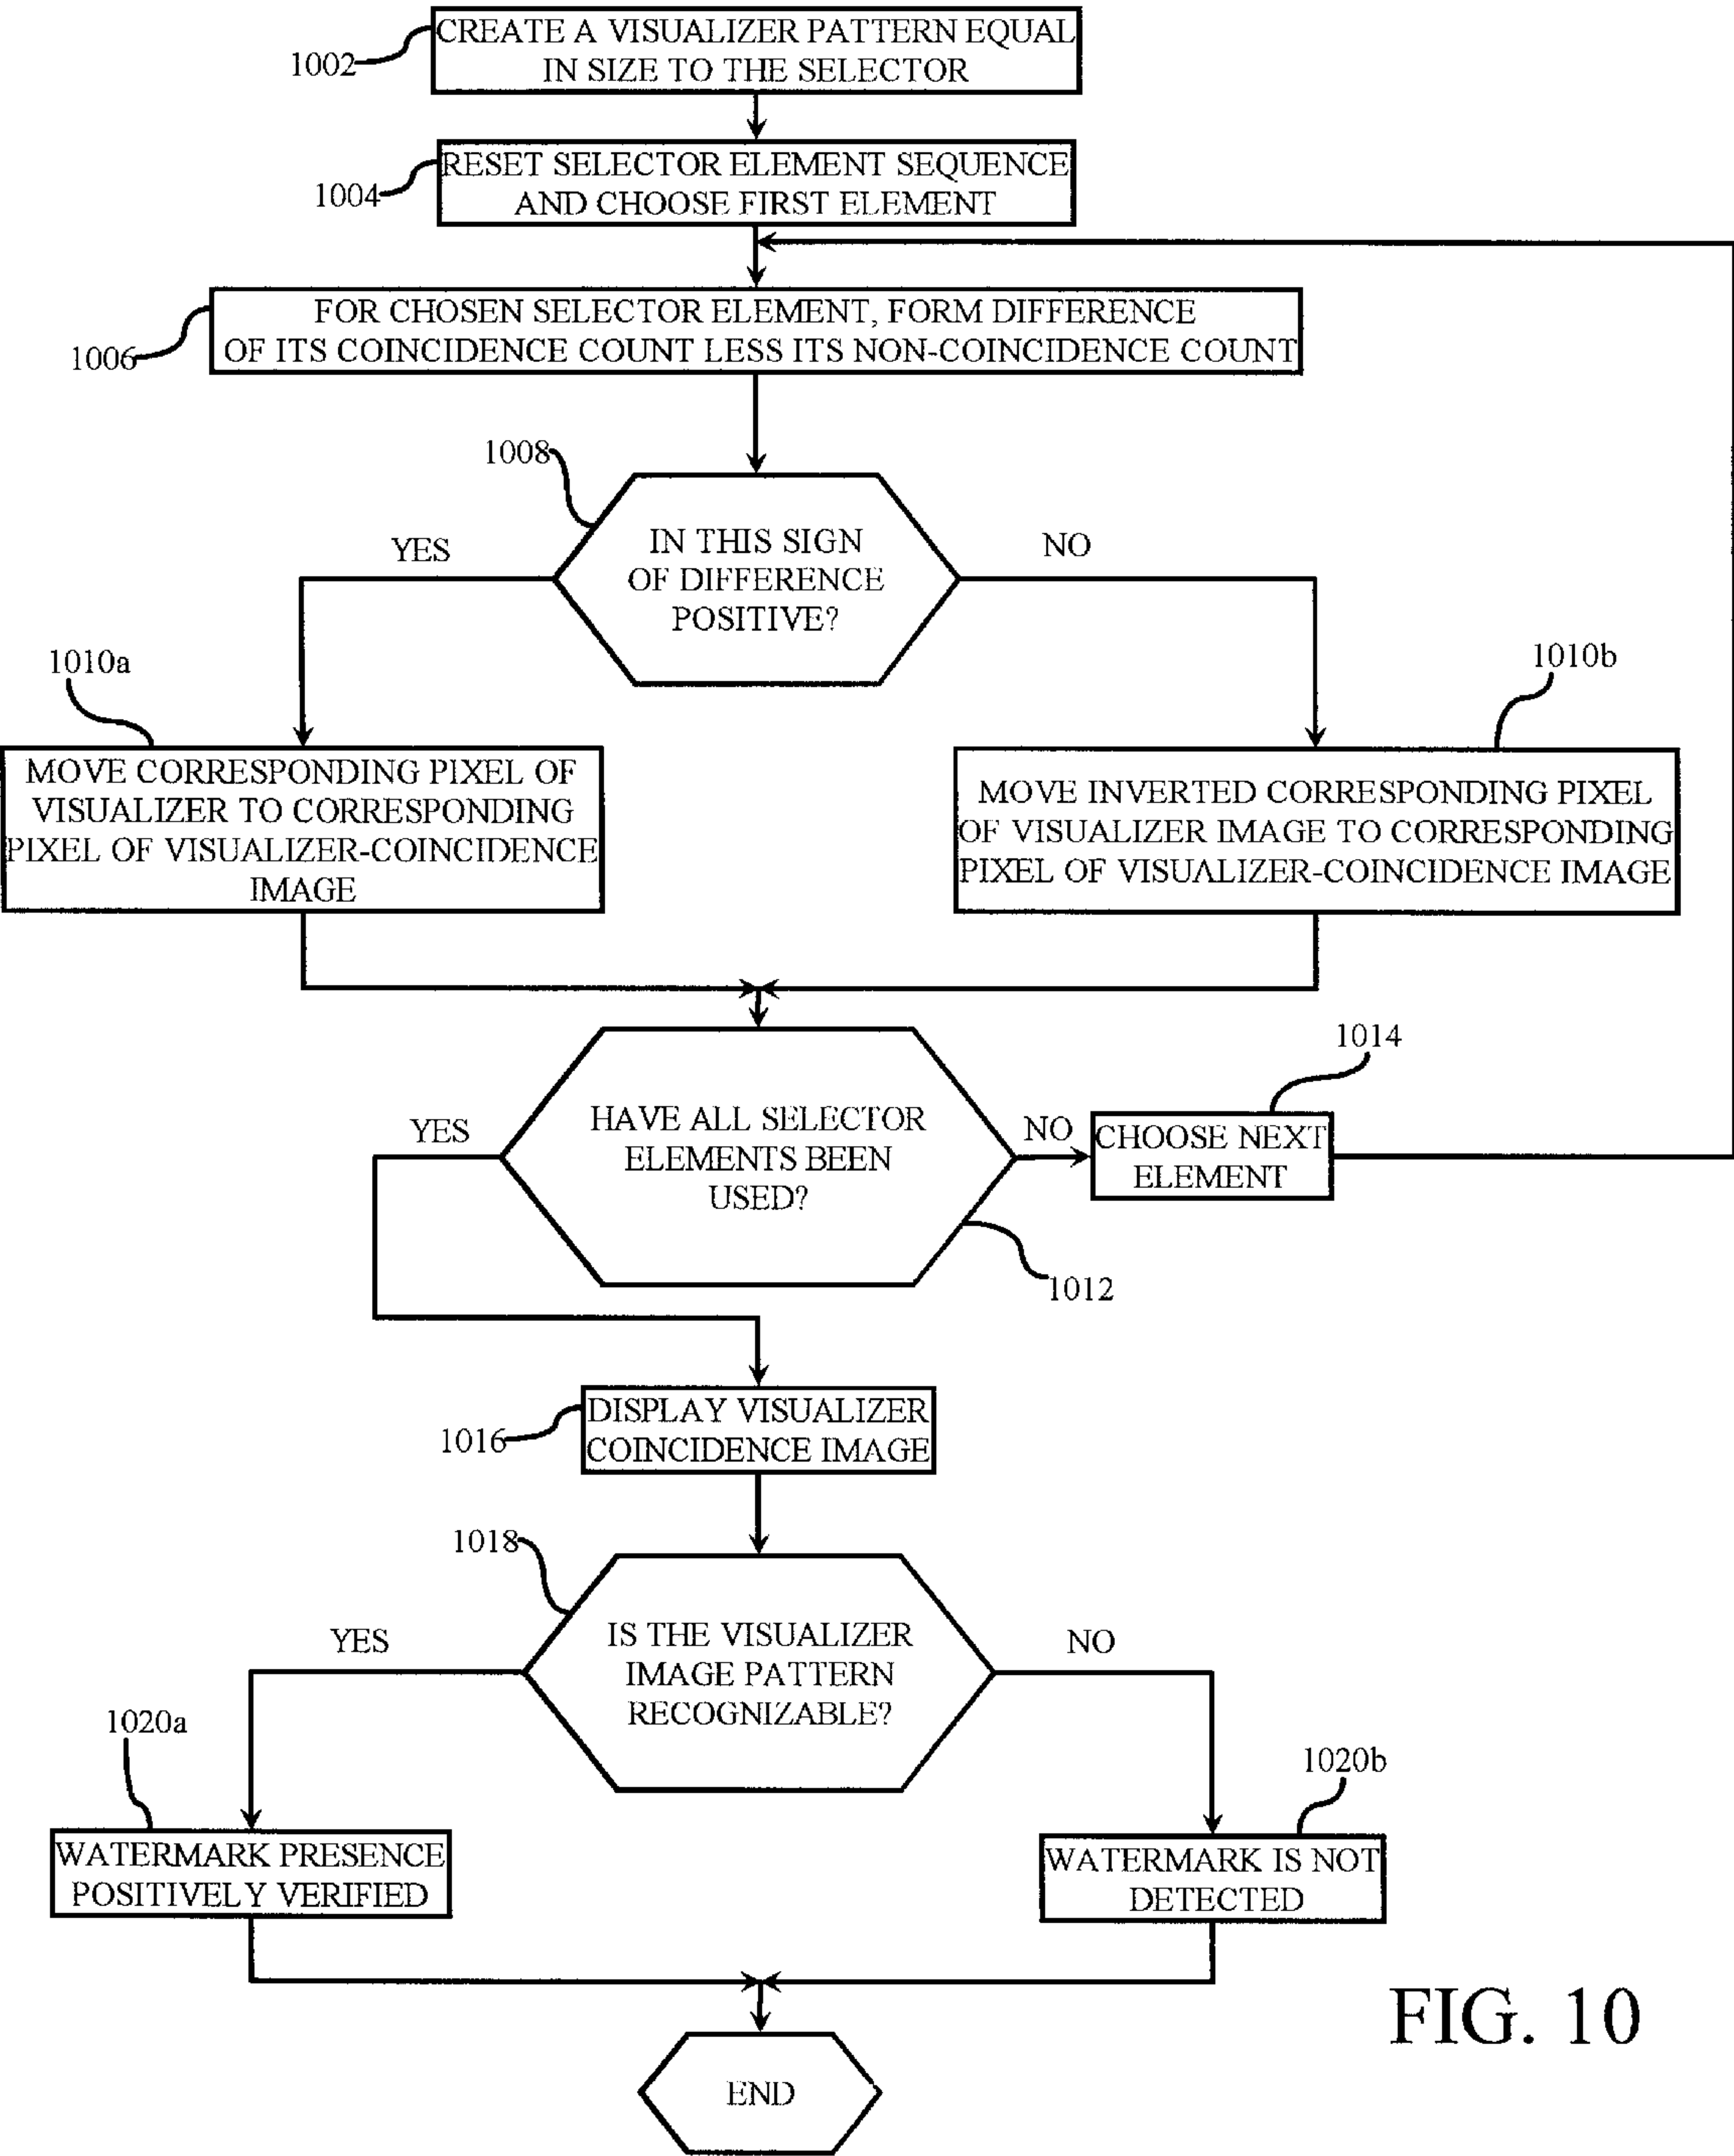 CREATE A VISUALIZER PATTERN EQUAL
IN SIZE TO THE SELECTOR
1002
RESET SELECTOR ELEMENT SEQUENCE
AND CHOOSE FIRST ELEMENT
1004
FOR CHOSEN SELECTOR ELEMENT, FORM DIFFERENCE
OF ITS COINCIDENCE COUNT LESS ITS NON-COINCIDENCE COUNT
1006
1008
IN THIS SIGN
OF DIFFERENCE
POSITIVE?
YES
NO
1010a
1010b
MOVE CORRESPONDING PIXEL OF
VISUALIZER TO CORRESPONDING
PIXEL OF VISUALIZER-COINCIDENCE
IMAGE
MOVE INVERTED CORRESPONDING PIXEL
OF VISUALIZER IMAGE TO CORRESPONDING
PIXEL OF VISUALIZER-COINCIDENCE IMAGE
1014
HAVE ALL SELECTOR
ELEMENTS BEEN
USED?
YES
NO
CHOOSE NEXT
ELEMENT
1012
DISPLAY VISUALIZER
COINCIDENCE IMAGE
1016
1018
IS THE VISUALIZER
IMAGE PATTERN
RECOGNIZABLE?
YES
NO
1020a
1020b
WATERMARK PRESENCE
POSITIVELY VERIFIED
WATERMARK IS NOT
DETECTED
FIG. 10
END